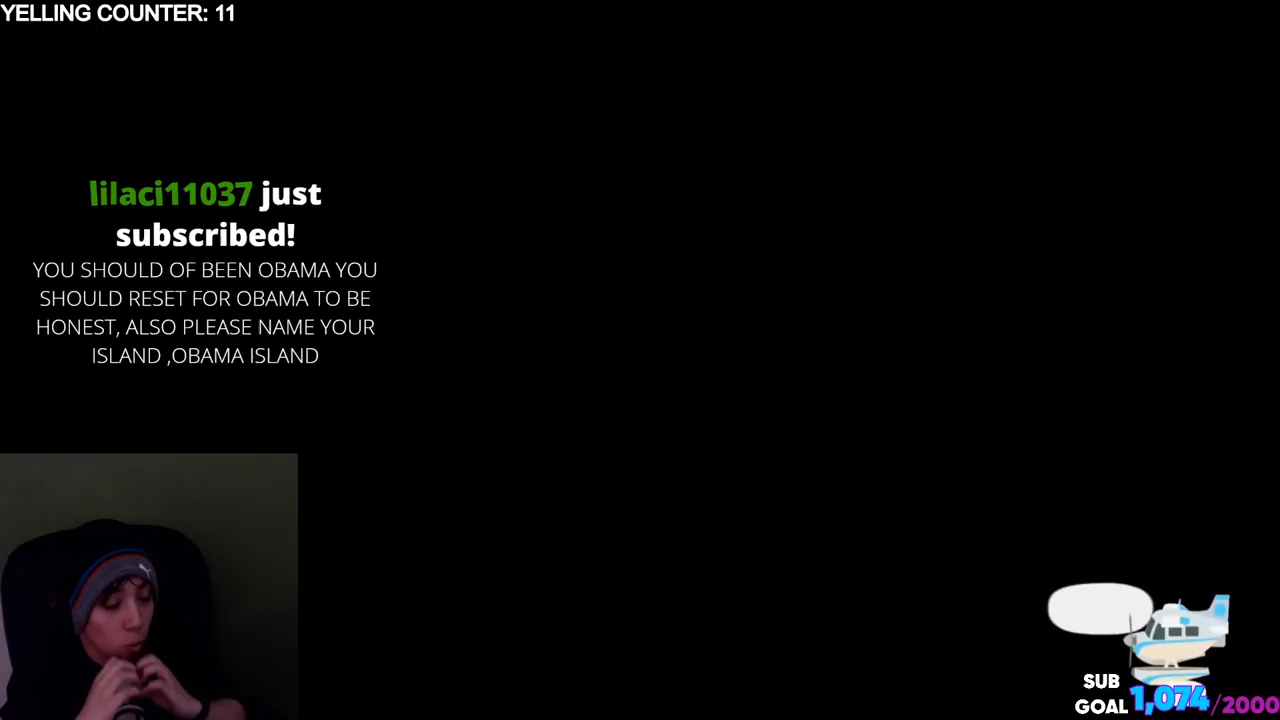 YELLING COUNTER: 11
lilaci11037 just
subscribed!
YOU SHOULD OF BEEN OBAMA YOU
SHOULD RESET FOR OBAMA TO BE
HONEST, ALSO PLEASE NAME YOUR
ISLAND ,OBAMA ISLAND
SUB
GOAL 1,074/2000